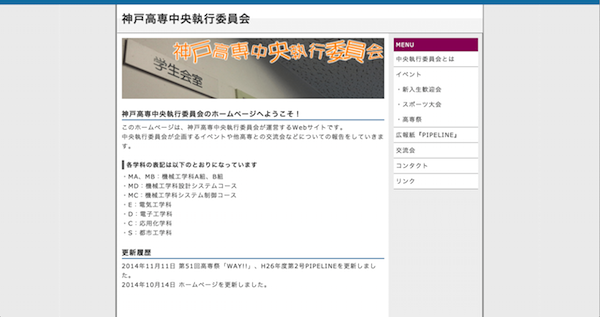 神戸高専中央執行委員会
神戸高専中央執行委員会
学生会室
神戸高専中央執行委員会のホームページへようこそ！
このホームページは、神戸高専中央執行委員会が運営するWebサイトです。
中央執行委員会が企画するイベントや他高専との交流会などについての報告をしていきま
す。
各学科の表記は以下のとおりになっています
・MA、MB：機械工学科A組、B組
・MD：機械工学科設計システムコース
・MC：機械工学科システム制御コース
・E：電気工学科
・D：電子工学科
・C：応用化学科
・S：都市工学科
更新履歴
2014年11月11日 第51回高専祭「WAY!!」、H26年度第2号PIPELINEを更新しまし
た。
2014年10月14日 ホームページを更新しました。
MENU
中央執行委員会とは
イベント
・新入生歓迎会
・スポーツ大会
・高専祭
広報紙『PIPELINE』
交流会
コンタクト
リンク